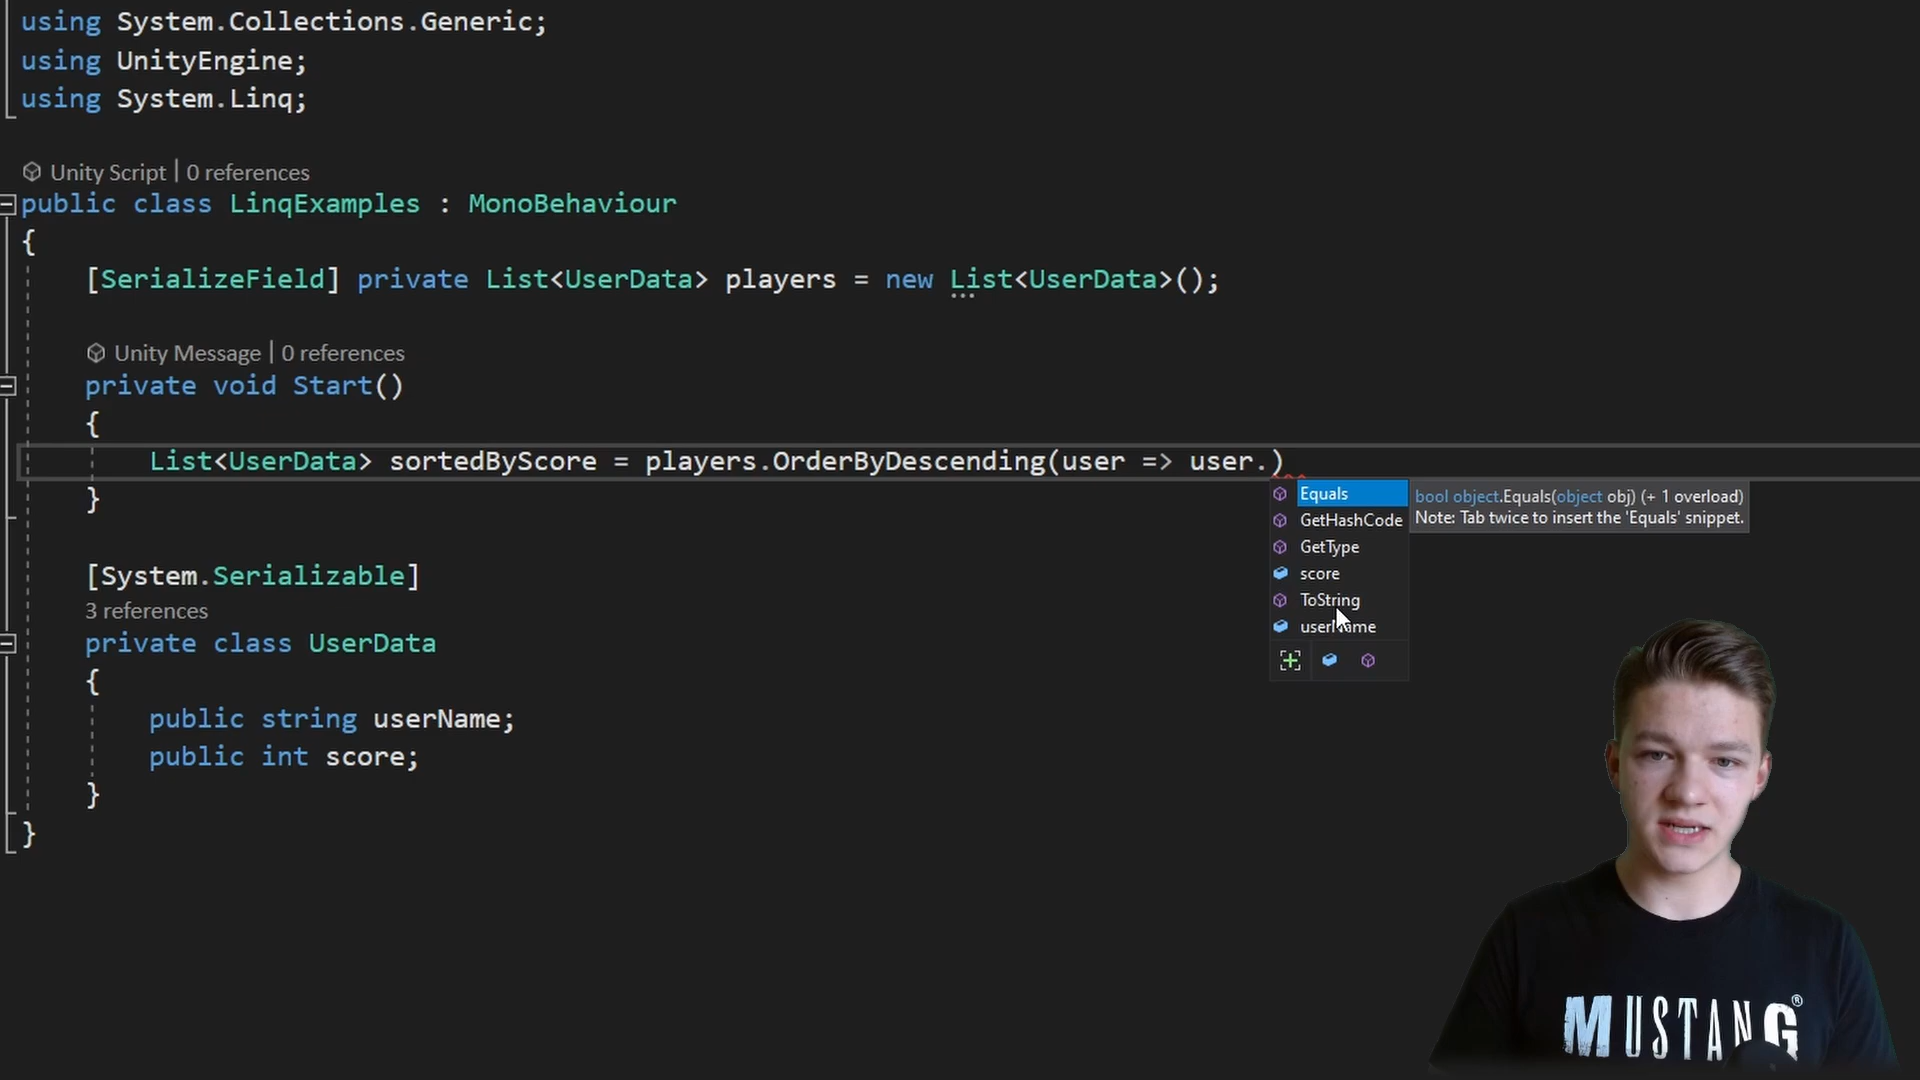 using System.Collections.Generic;
using UnityEngine;
using System.Linq;
Unity Script | 0 references
public class LinqExamples : MonoBehaviour
{
[SerializeField] private List<UserData> players = new List<UserData>();
Unity Message | 0 references
private void Start()
{
List<UserData> sortedByScore = players.OrderByDescending(user => user.)
}
Equals
bool object.Equals(object obj) (+ 1 overload)
Note: Tab twice to insert the 'Equals' snippet.
GetHashCode
GetType
score
ToString
userName
[System.Serializable]
3 references
private class UserData
{
public string userName;
public int score;
}
}
MUSTANG®